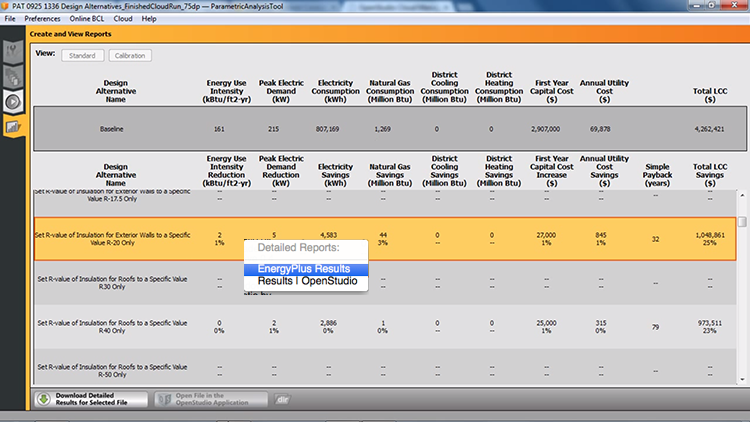 PAT 0925 1336 Design Alternatives_FinishedCloudRun_75dp — ParametricAnalysisTool
File Preferences Online BCL Cloud Help
Create and View Reports
View: Standard Calibration
Design Alternative Name
Energy Use Intensity (kBtu/ft2-yr)
Peak Electric Demand (kW)
Electricity Consumption (kWh)
Natural Gas Consumption (Million Btu)
District Cooling Consumption (Million Btu)
District Heating Consumption (Million Btu)
First Year Capital Cost ($)
Annual Utility Cost ($)
Total LCC ($)
Baseline 161 215 807,169 1,269 0 0 2,907,000 69,878 4,262,421
Design Alternative Name
Energy Use Intensity Reduction (kBtu/ft2-yr)
Peak Electric Demand Reduction (kW)
Electricity Savings (kWh)
Natural Gas Savings (Million Btu)
District Cooling Savings (Million Btu)
District Heating Savings (Million Btu)
First Year Capital Cost Increase ($)
Annual Utility Cost Savings ($)
Simple Payback (years)
Total LCC Savings ($)
Set R-value of Insulation for Exterior Walls to a Specific
Value R-17.5 Only -- -- -- -- -- -- -- -- --
Set R-value of Insulation for Exterior Walls to a Specific 2 5 4,583 44 0 0 27,000 845 1,048,861
Value R-20 Only 1% 3% -- -- 1% 1% 32 25%
Detailed Reports:
EnergyPlus Results
Results | OpenStudio
Set R-value of Insulation for Roofs to a Specific Value -- -- -- -- -- -- --
R30 Only -- -- -- -- -- -- --
Set R-value of Insulation for Roofs to a Specific Value 0 2 2,886 1 0 0 25,000 315 973,511
R40 Only 0% 1% 0% 0% -- -- 1% 0% 79 23%
Set R-value of Insulation for Roofs to a Specific Value -- -- -- -- -- -- -- -- --
R-50 Only -- -- -- -- -- -- -- -- --
Download Detailed
Results for Selected File
Open File in the
OpenStudio Application
idle